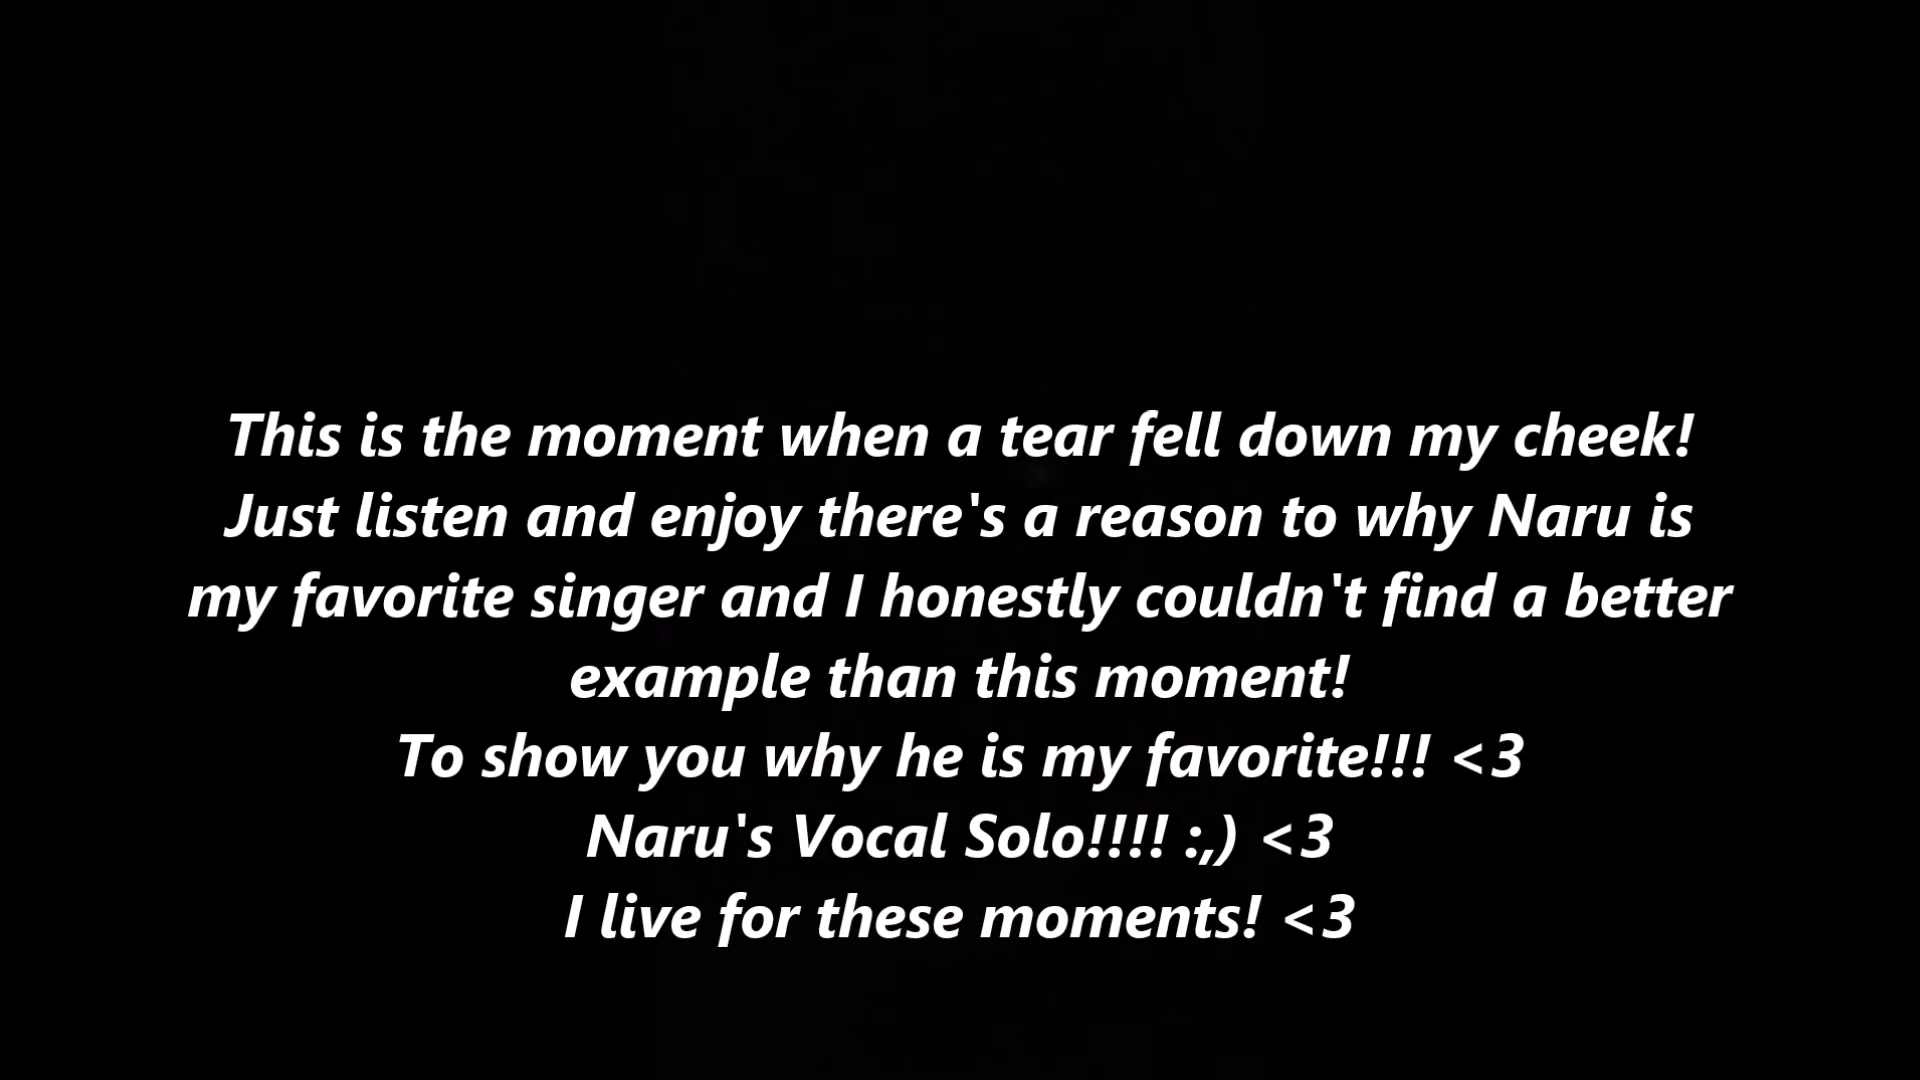 This is the moment when a tear fell down my cheek!
Just listen and enjoy there's a reason to why Naru is
my favorite singer and I honestly couldn't find a better
example than this moment!
To show you why he is my favorite!!! <3
Naru's Vocal Solo!!!! :,) <3
I live for these moments! <3